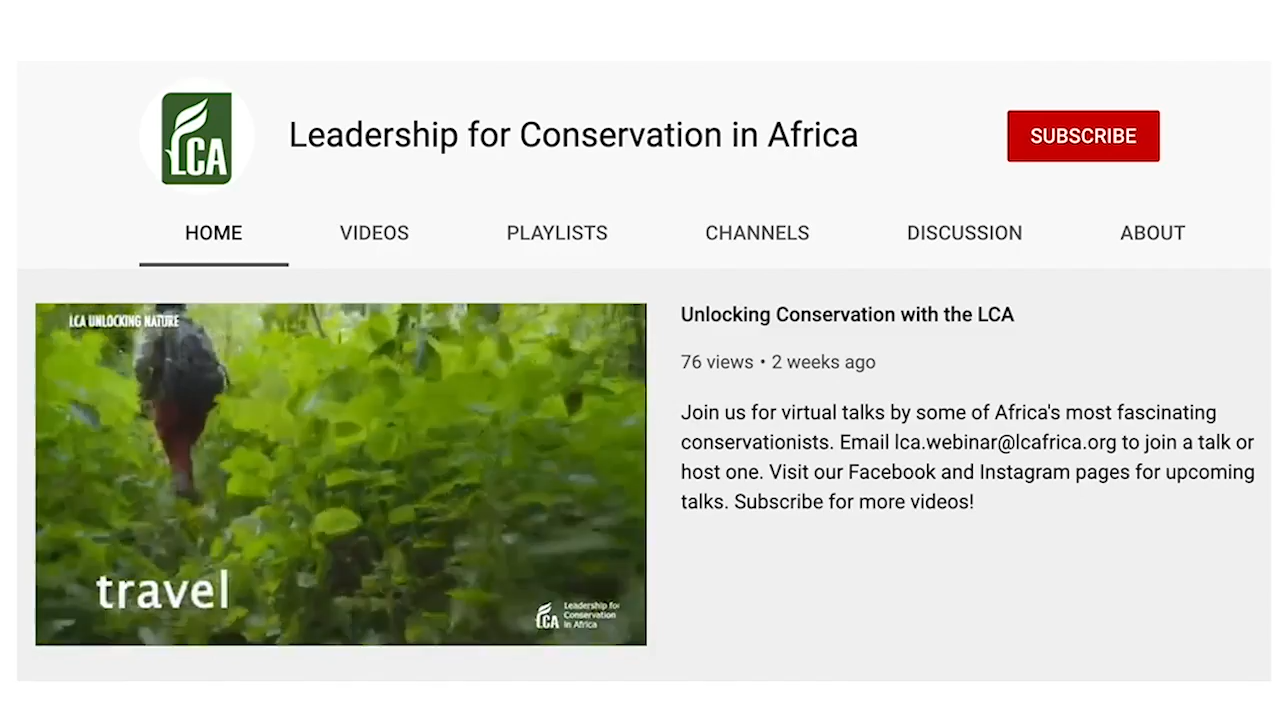 LCA
Leadership for Conservation in Africa
SUBSCRIBE
HOME
VIDEOS
PLAYLISTS
CHANNELS
DISCUSSION
ABOUT
LCA UNLOCKING NATURE
travel
LCA
Leadership for
Conservation
in Africa
Unlocking Conservation with the LCA
76 views • 2 weeks ago
Join us for virtual talks by some of Africa's most fascinating
conservationists. Email lca.webinar@lcafrica.org to join a talk or
host one. Visit our Facebook and Instagram pages for upcoming
talks. Subscribe for more videos!